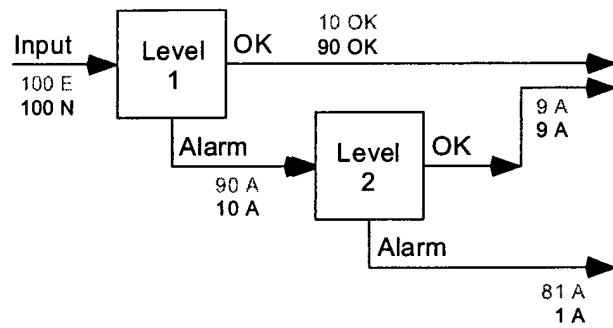 Input
100 E
100 N
Level
1
OK
10 OK
90 OK
Alarm
90 A
10 A
Level
2
OK
9 A
9 A
Alarm
81 A
1 A